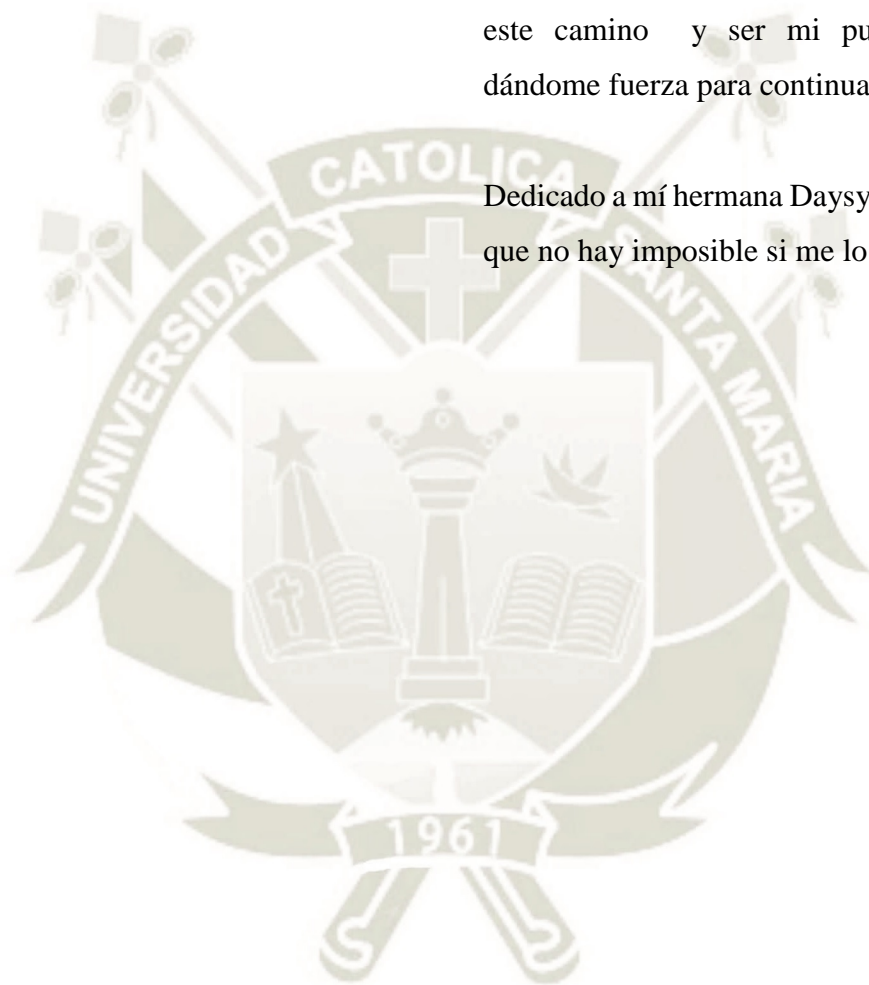 este camino y ser mi pu
dándome fuerza para continua
Dedicado a mí hermana Daysy
que no hay imposible si me lo
UNIVERSIDAD CATOLICA SANTA MARIA
1961